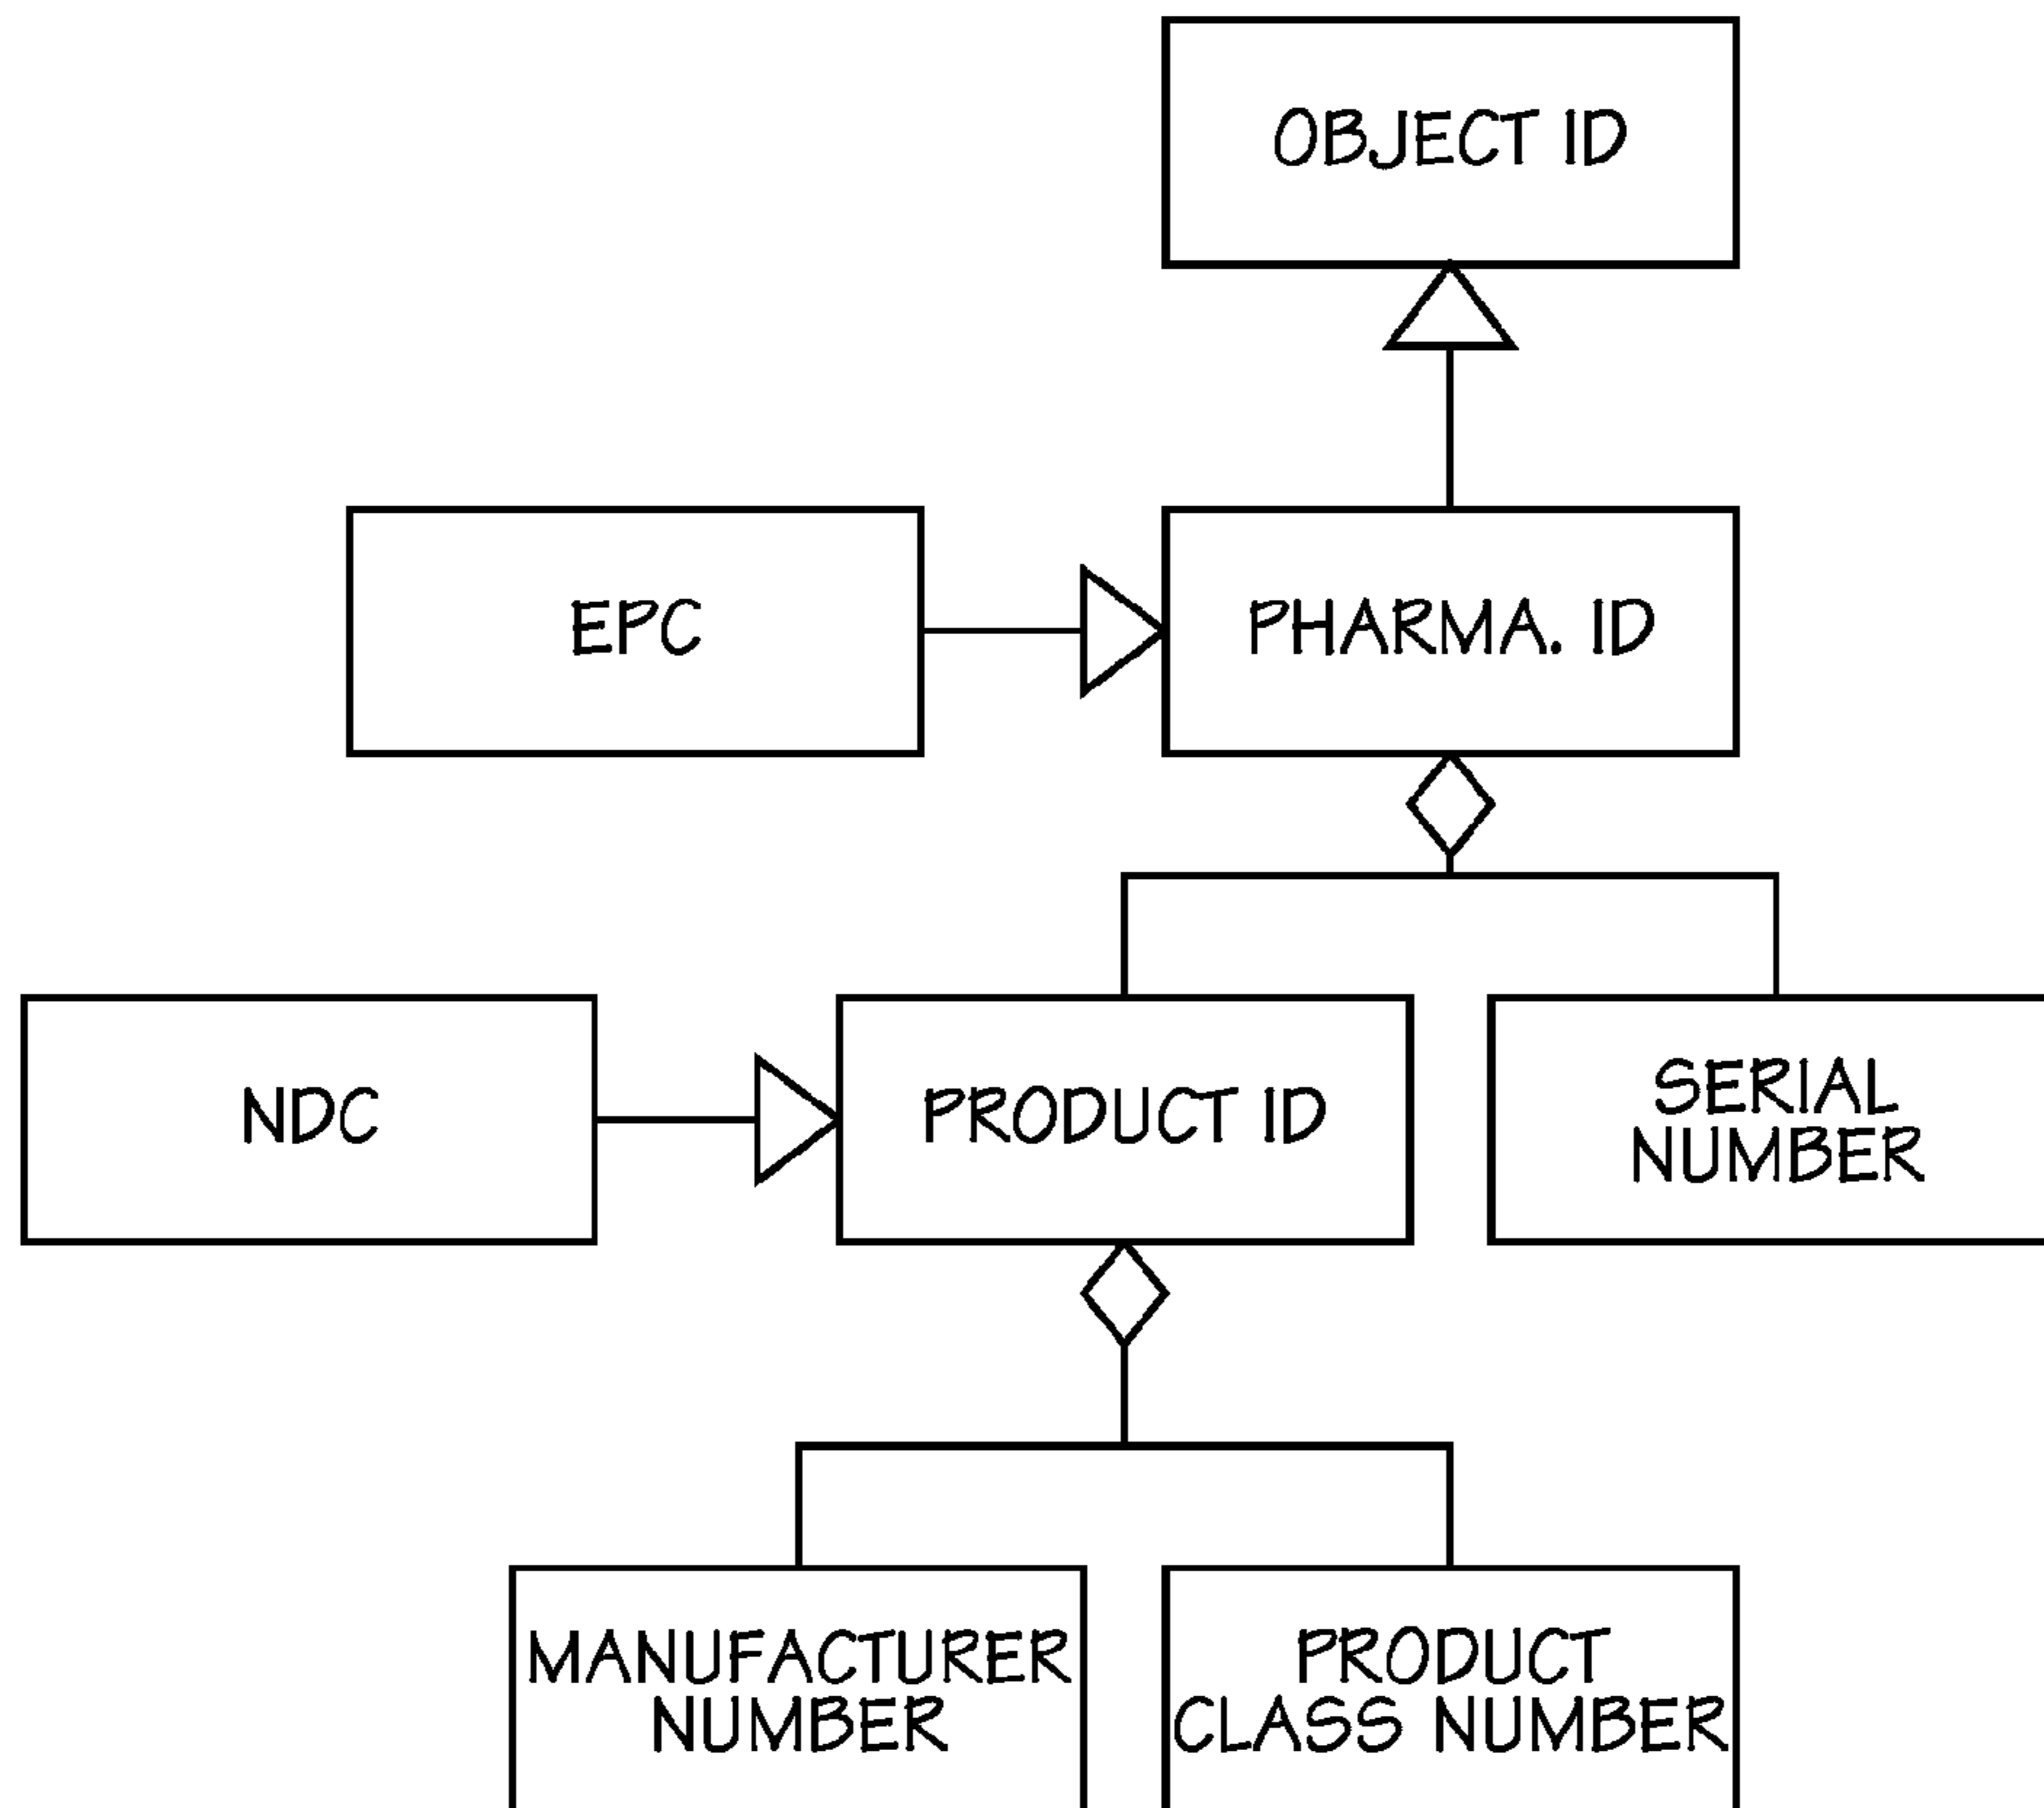 OBJECT ID
EPC
PHARMA. ID
NDC
PRODUCT ID
SERIAL
NUMBER
MANUFACTURER
NUMBER
PRODUCT
CLASS NUMBER